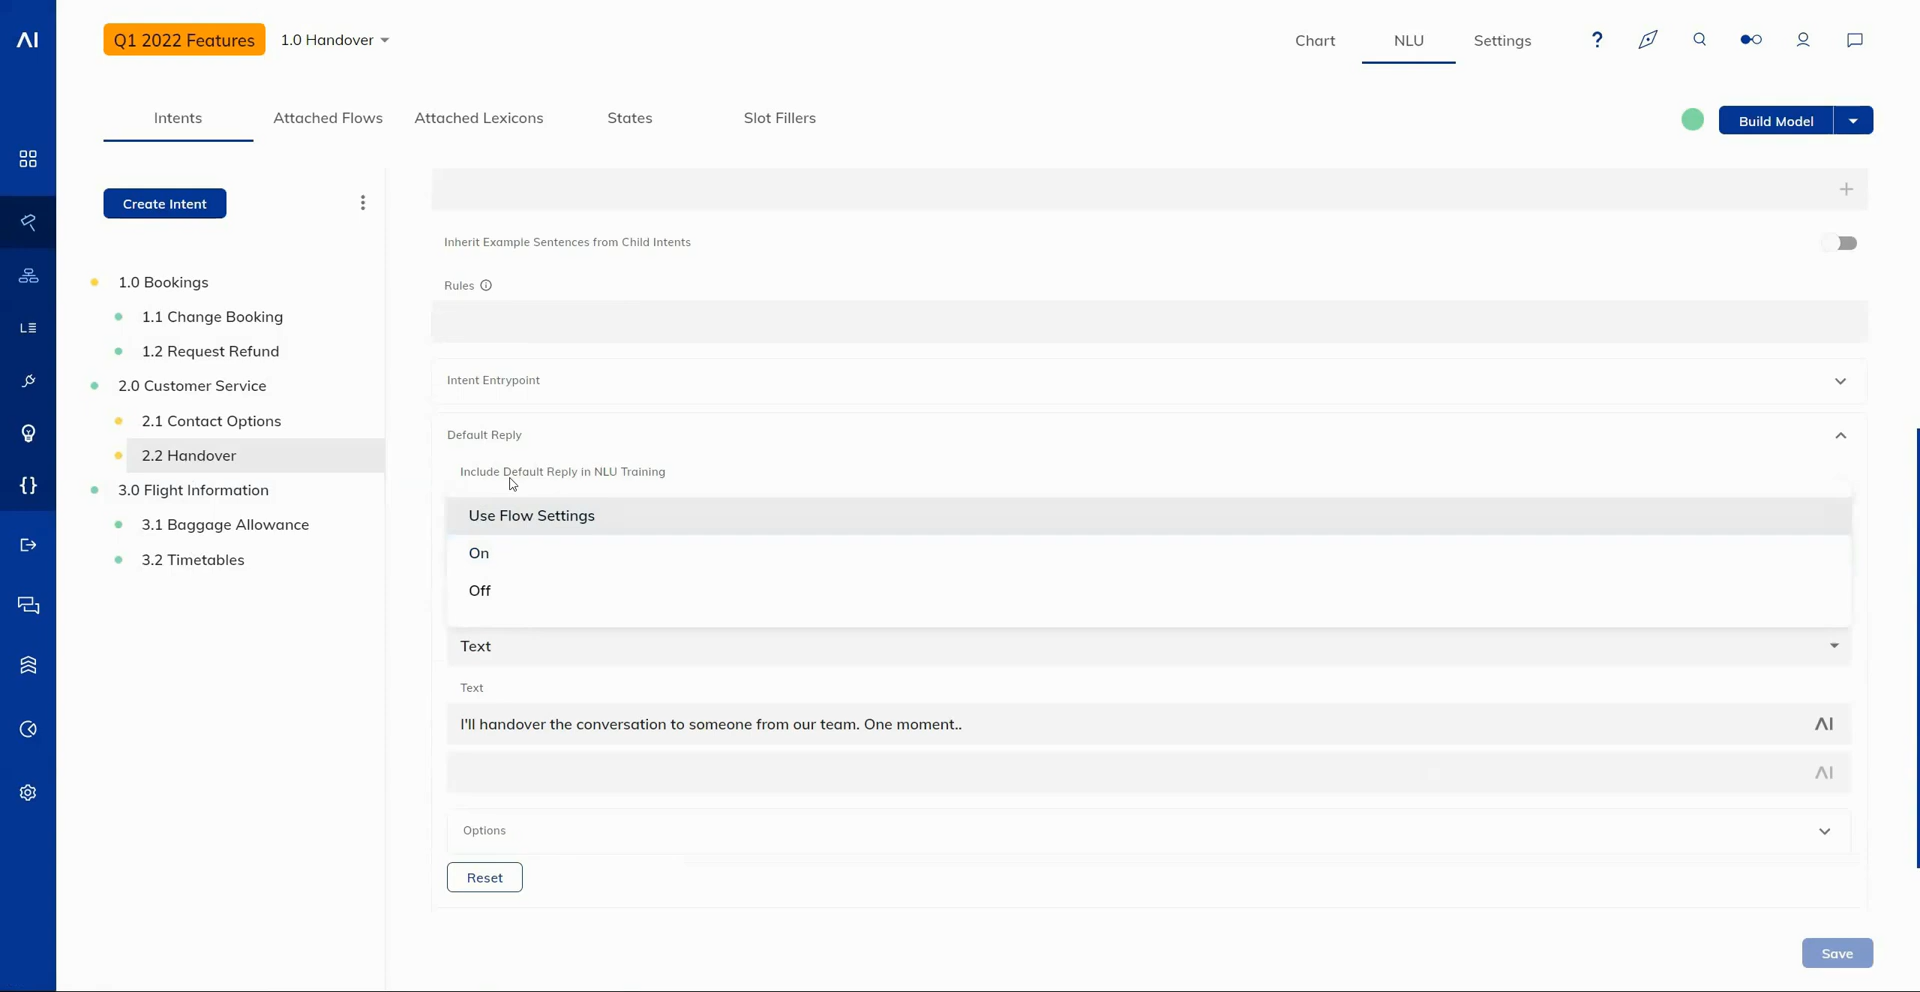 AI
Q1 2022 Features
1.0 Handover
Chart
NLU
Settings
?
Intents
Attached Flows
Attached Lexicons
States
Slot Fillers
Build Model
Create Intent
1.0 Bookings
1.1 Change Booking
1.2 Request Refund
2.0 Customer Service
2.1 Contact Options
2.2 Handover
3.0 Flight Information
3.1 Baggage Allowance
3.2 Timetables
Inherit Example Sentences from Child Intents
Rules
Intent Entrypoint
Default Reply
Include Default Reply in NLU Training
Use Flow Settings
On
Off
Text
Text
I'll handover the conversation to someone from our team. One moment..
AI
AI
Options
Reset
Save